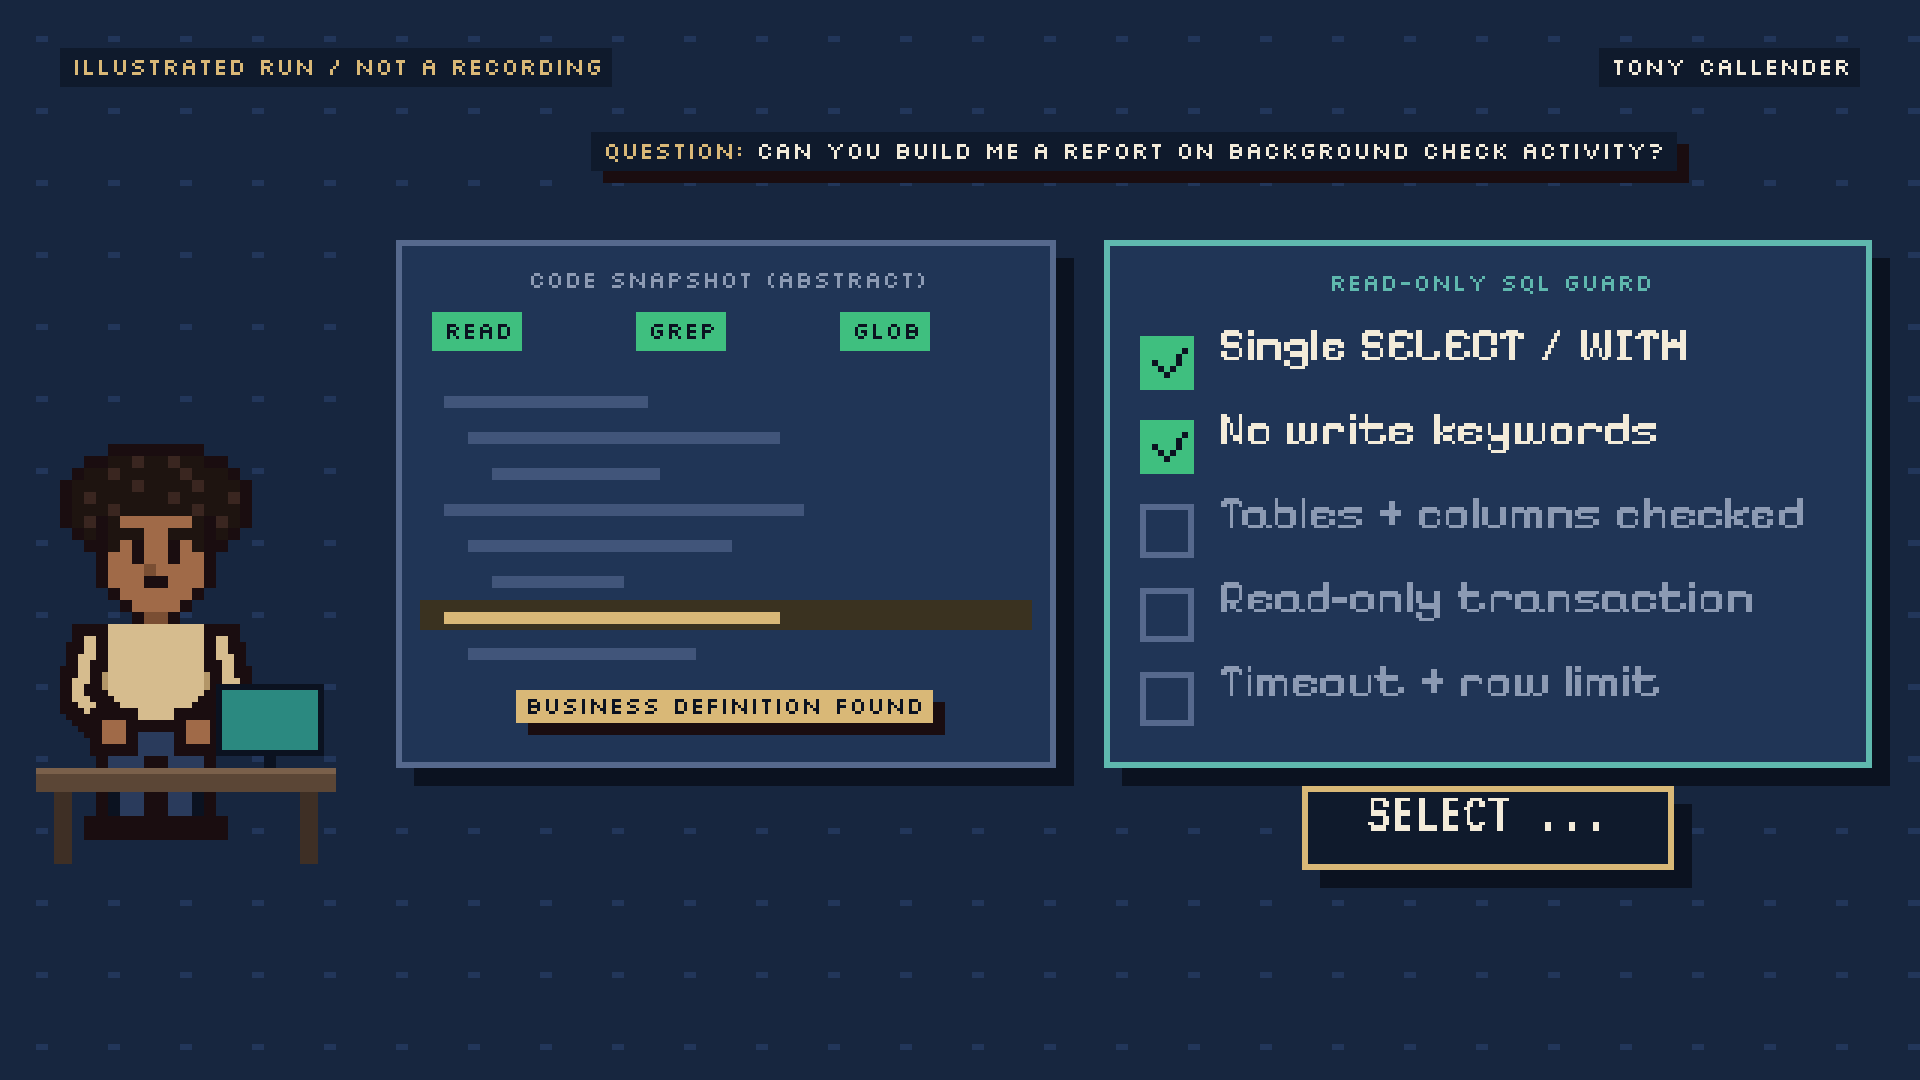 ILLUSTRATED RUN / NOT A RECORDING
TONY CALLENDER
QUESTION: CAN YOU BUILD ME A REPORT ON BACKGROUND CHECK ACTIVITY?
CODE SNAPSHOT (ABSTRACT)
READ GREP GLOB
BUSINESS DEFINITION FOUND
READ-ONLY SQL GUARD
Single SELECT / WITH
No write keywords
Tables + columns checked
Read-only transaction
Timeout + row limit
SELECT ...